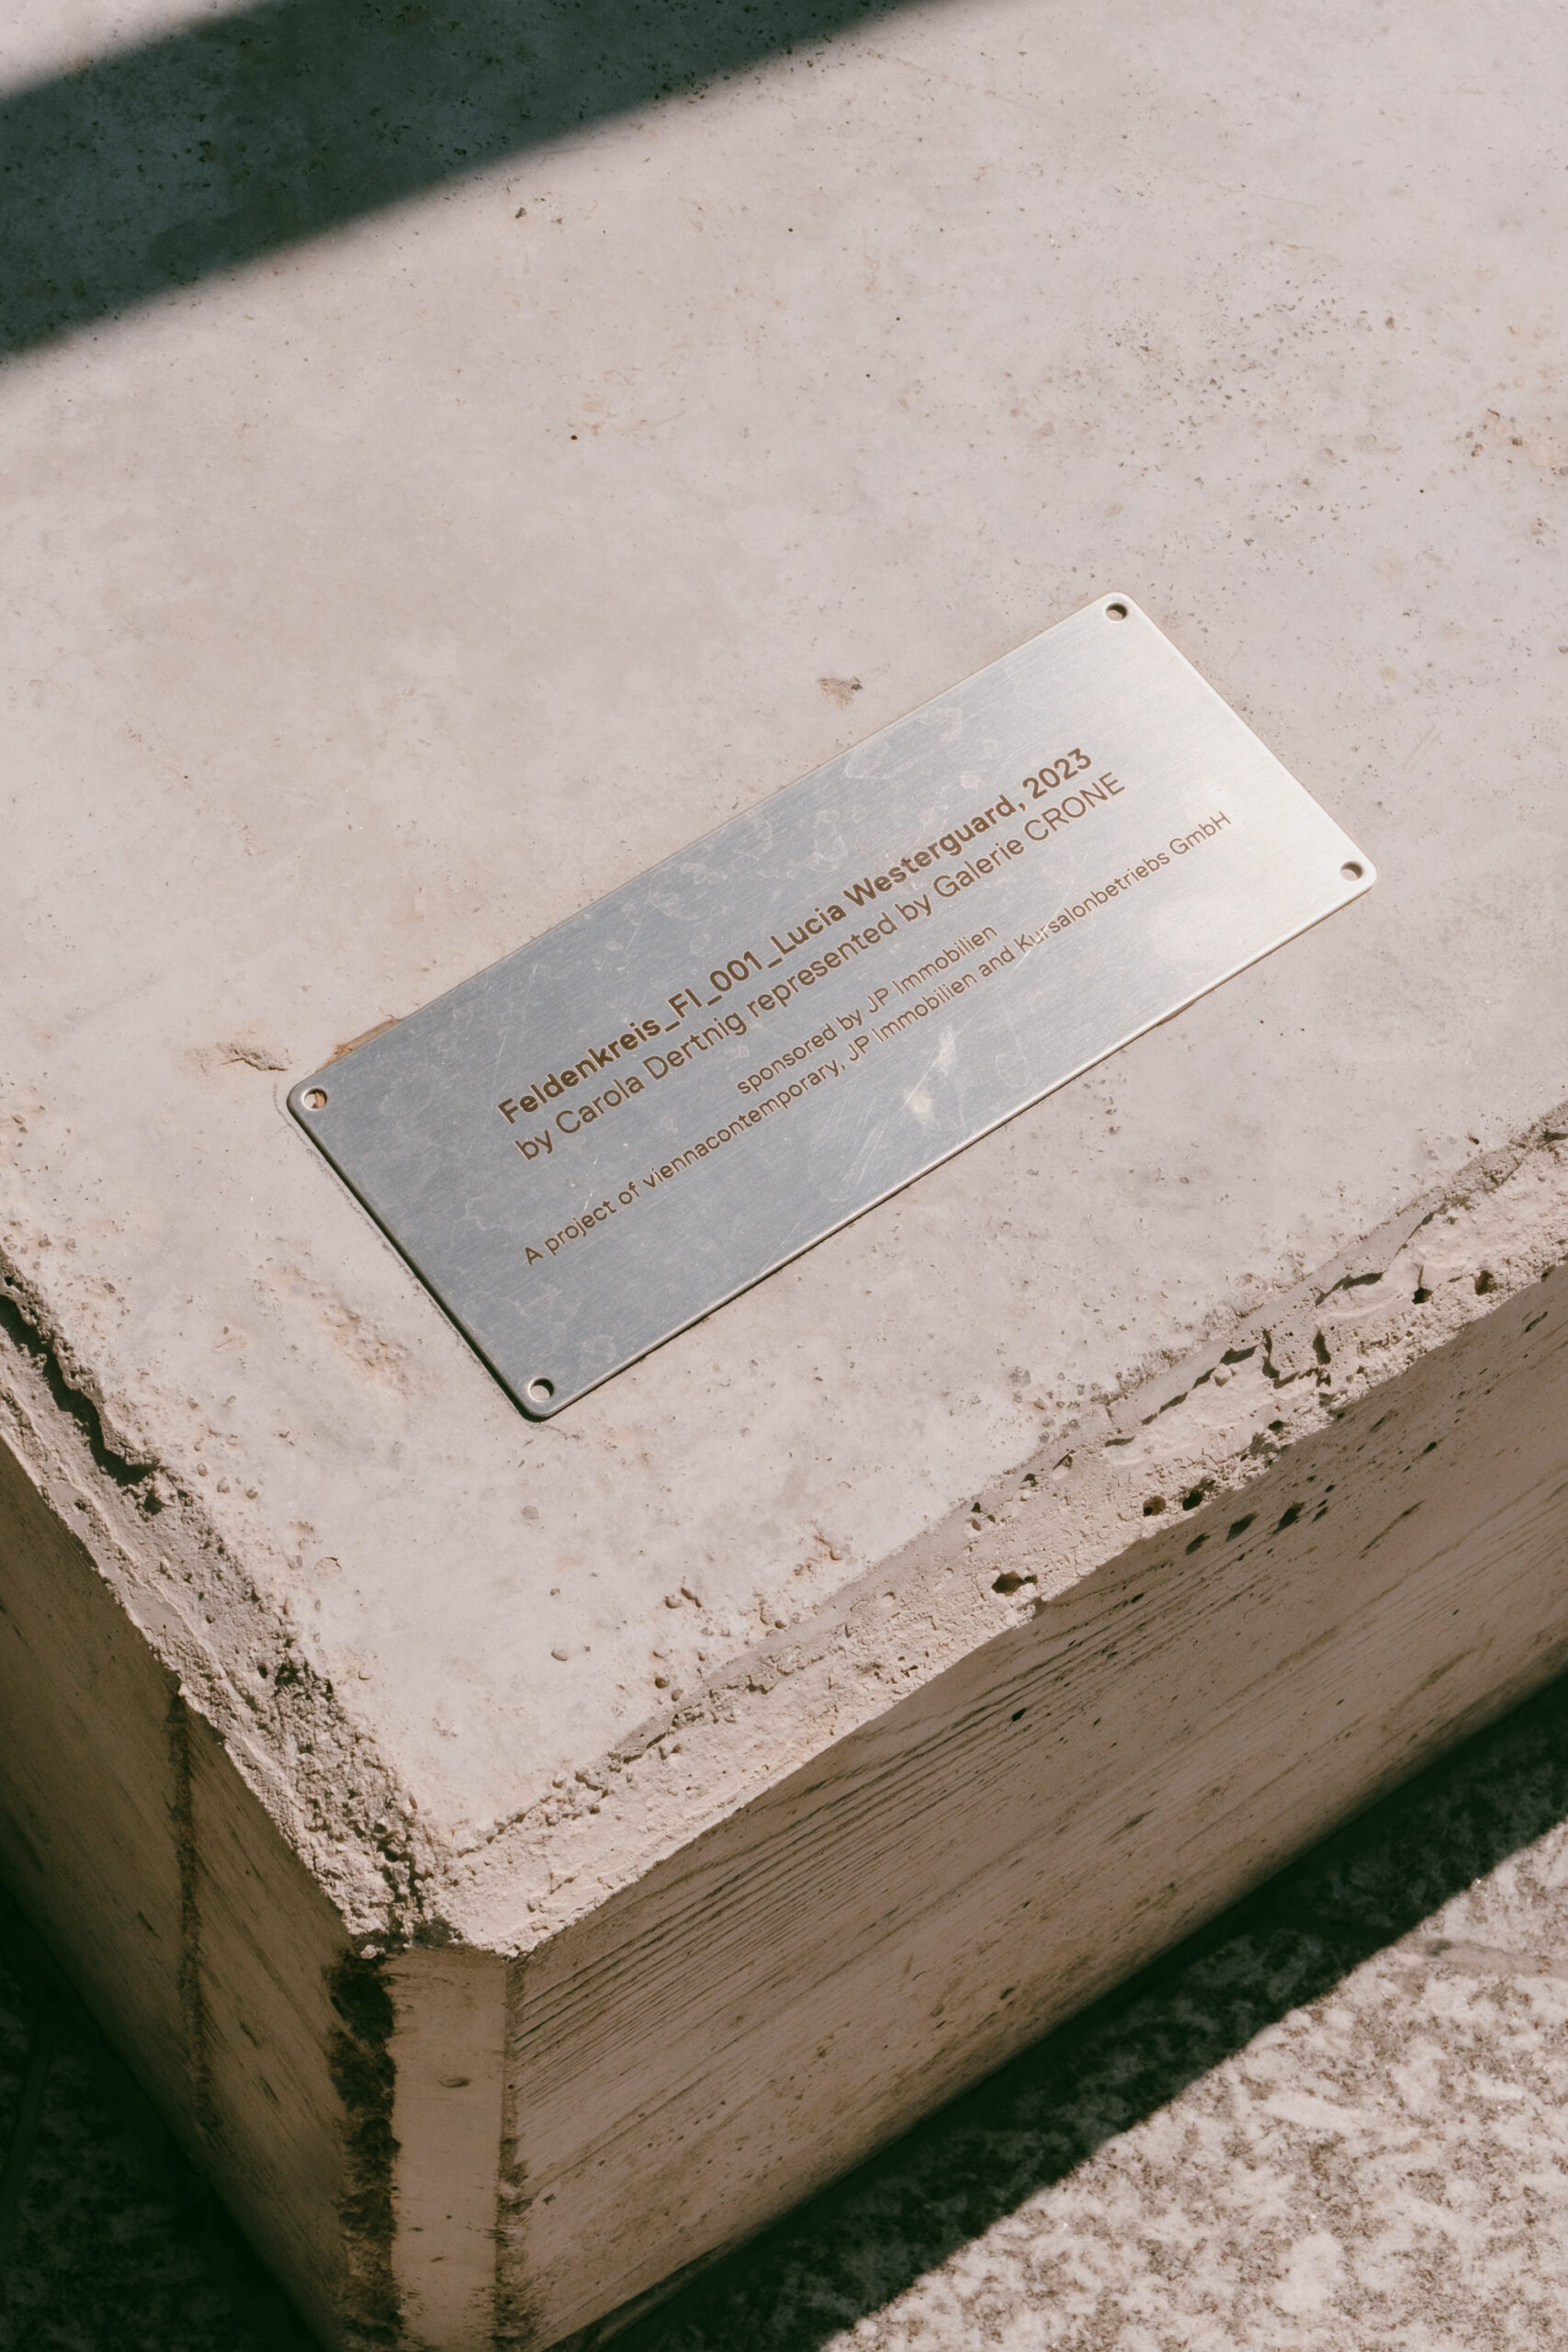 Feldenkreis_FI_001_Lucia Westerguard, 2023
by Carola Dertnig represented by Galerie CRONE
sponsored by JP Immobilien
A project of viennacontemporary, JP Immobilien and Kursalonbetriebs GmbH